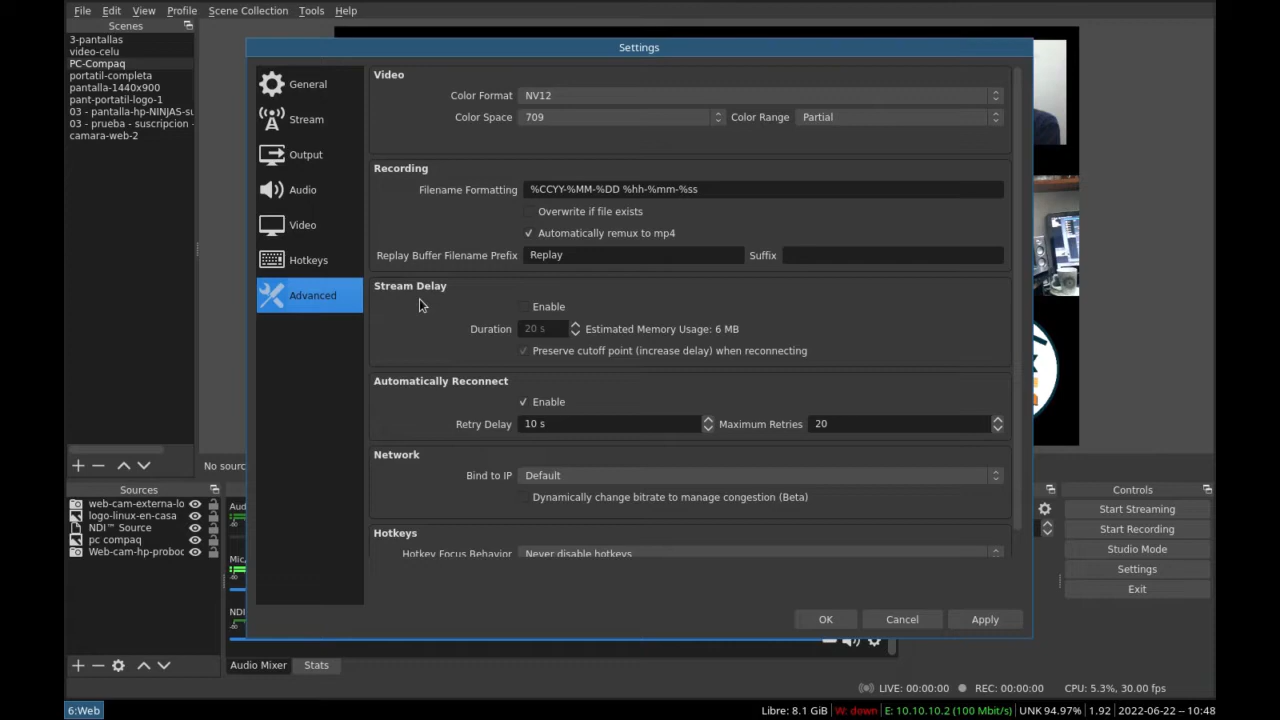 File Edit View Profile Scene Collection Tools Help
Scenes
3-pantallas
video-celu
PC-Compaq
portatil-completa
pantalla-1440x900
pant-portatil-logo-1
03 - pantalla-hp-NINJAS-su
03 - prueba - suscripcion -
camara-web-2
No sourc
Sources
web-cam-externa-lo
logo-linux-en-casa
NDI™ Source
pc compaq
Web-cam-hp-proboc
Aud
-60
Mic/
-60
NDI
-60
Audio Mixer Stats
Settings
General
Stream
Output
Audio
Video
Hotkeys
Advanced
Video
Color Format NV12
Color Space 709 Color Range Partial
Recording
Filename Formatting %CCYY-%MM-%DD %hh-%mm-%ss
Overwrite if file exists
Automatically remux to mp4
Replay Buffer Filename Prefix Replay Suffix
Stream Delay
Enable
Duration 20 s Estimated Memory Usage: 6 MB
Preserve cutoff point (increase delay) when reconnecting
Automatically Reconnect
Enable
Retry Delay 10 s Maximum Retries 20
Network
Bind to IP Default
Dynamically change bitrate to manage congestion (Beta)
Hotkeys
Hotkey Focus Behavior Never disable hotkeys
OK Cancel Apply
Controls
Start Streaming
Start Recording
Studio Mode
Settings
Exit
LIVE: 00:00:00 REC: 00:00:00 CPU: 5.3%, 30.00 fps
6:Web Libre: 8.1 GiB W: down E: 10.10.10.2 (100 Mbit/s) UNK 94.97% 1.92 2022-06-22 -- 10:48